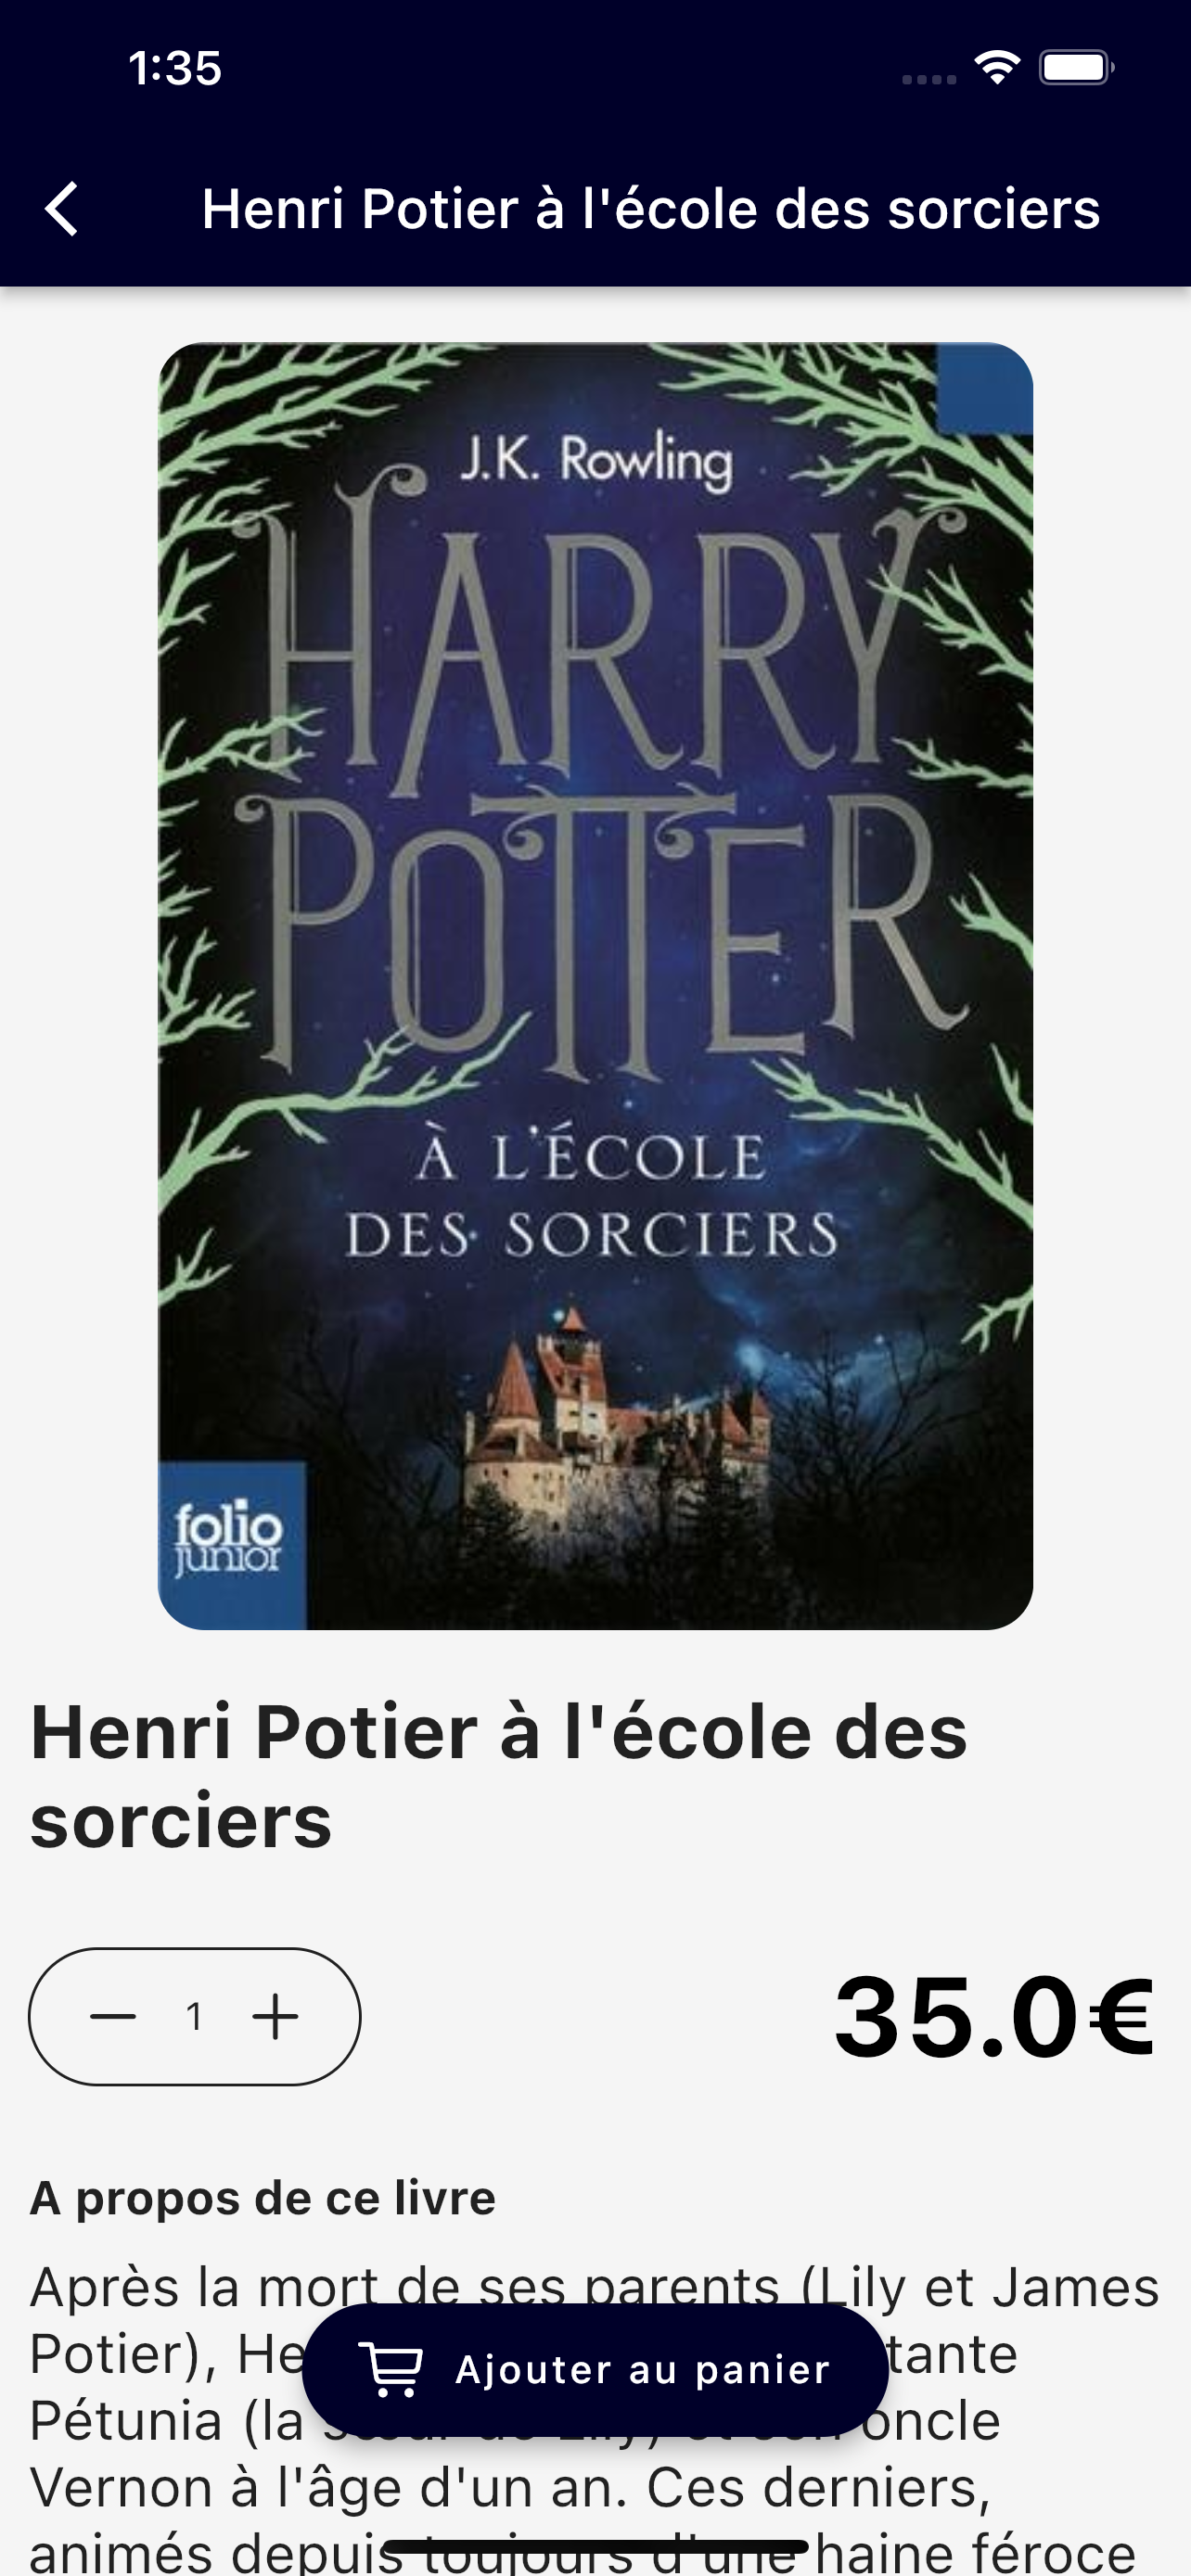 1:35
Henri Potier à l'école des sorciers
J.K. Rowling
HARRY
POTTER
À L'ÉCOLE
DES SORCIERS
folio
junior
Henri Potier à l'école des
sorciers
1
35.0€
A propos de ce livre
Après la mort de ses parents (Lily et James
Potier), He tante
Ajouter au panier
Pétunia (la sœur de Lily) et son oncle
Vernon à l'âge d'un an. Ces derniers,
animés depuis toujours d'une haine féroce